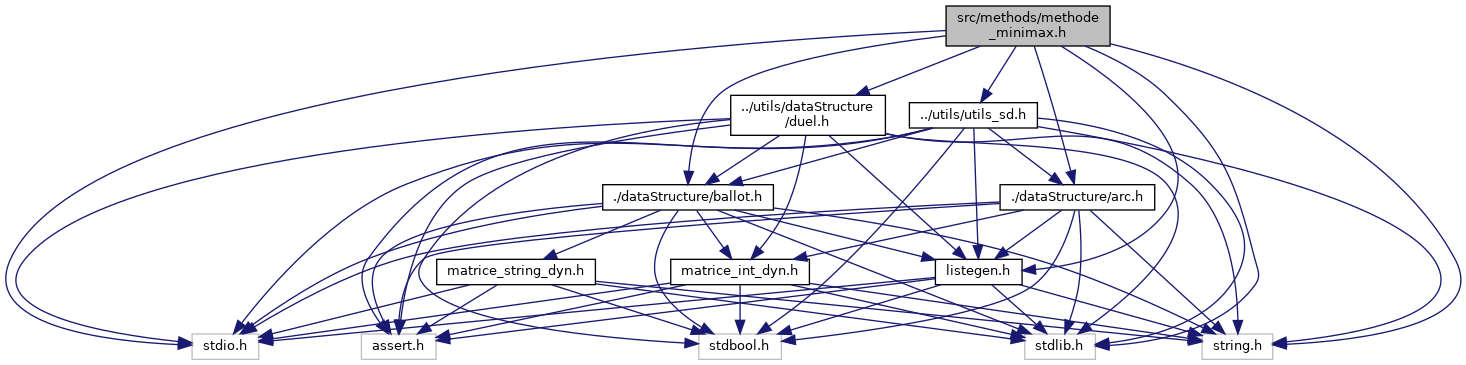 src/methods/methode
_minimax.h
../utils/dataStructure
/duel.h
../utils/utils_sd.h
./dataStructure/ballot.h
./dataStructure/arc.h
matrice_string_dyn.h
matrice_int_dyn.h
listegen.h
stdio.h
assert.h
stdbool.h
stdlib.h
string.h